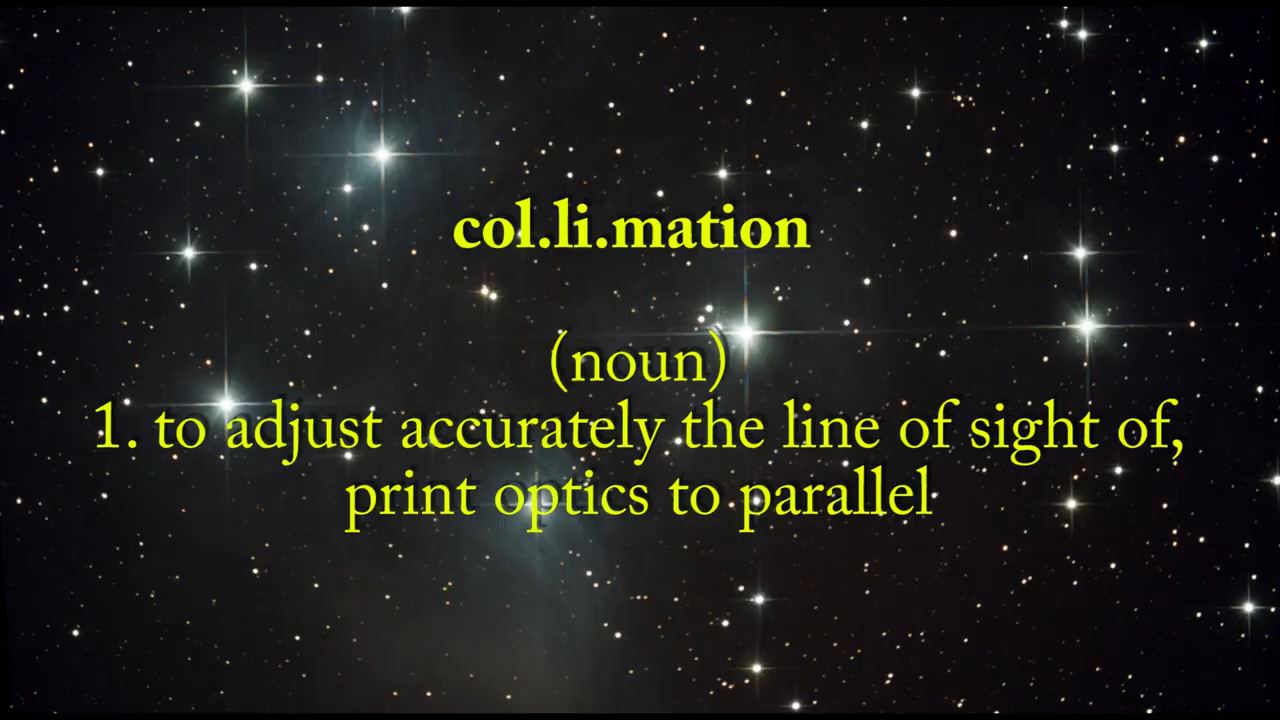 col.li.mation
(noun)
1. to adjust accurately the line of sight of,
print optics to parallel